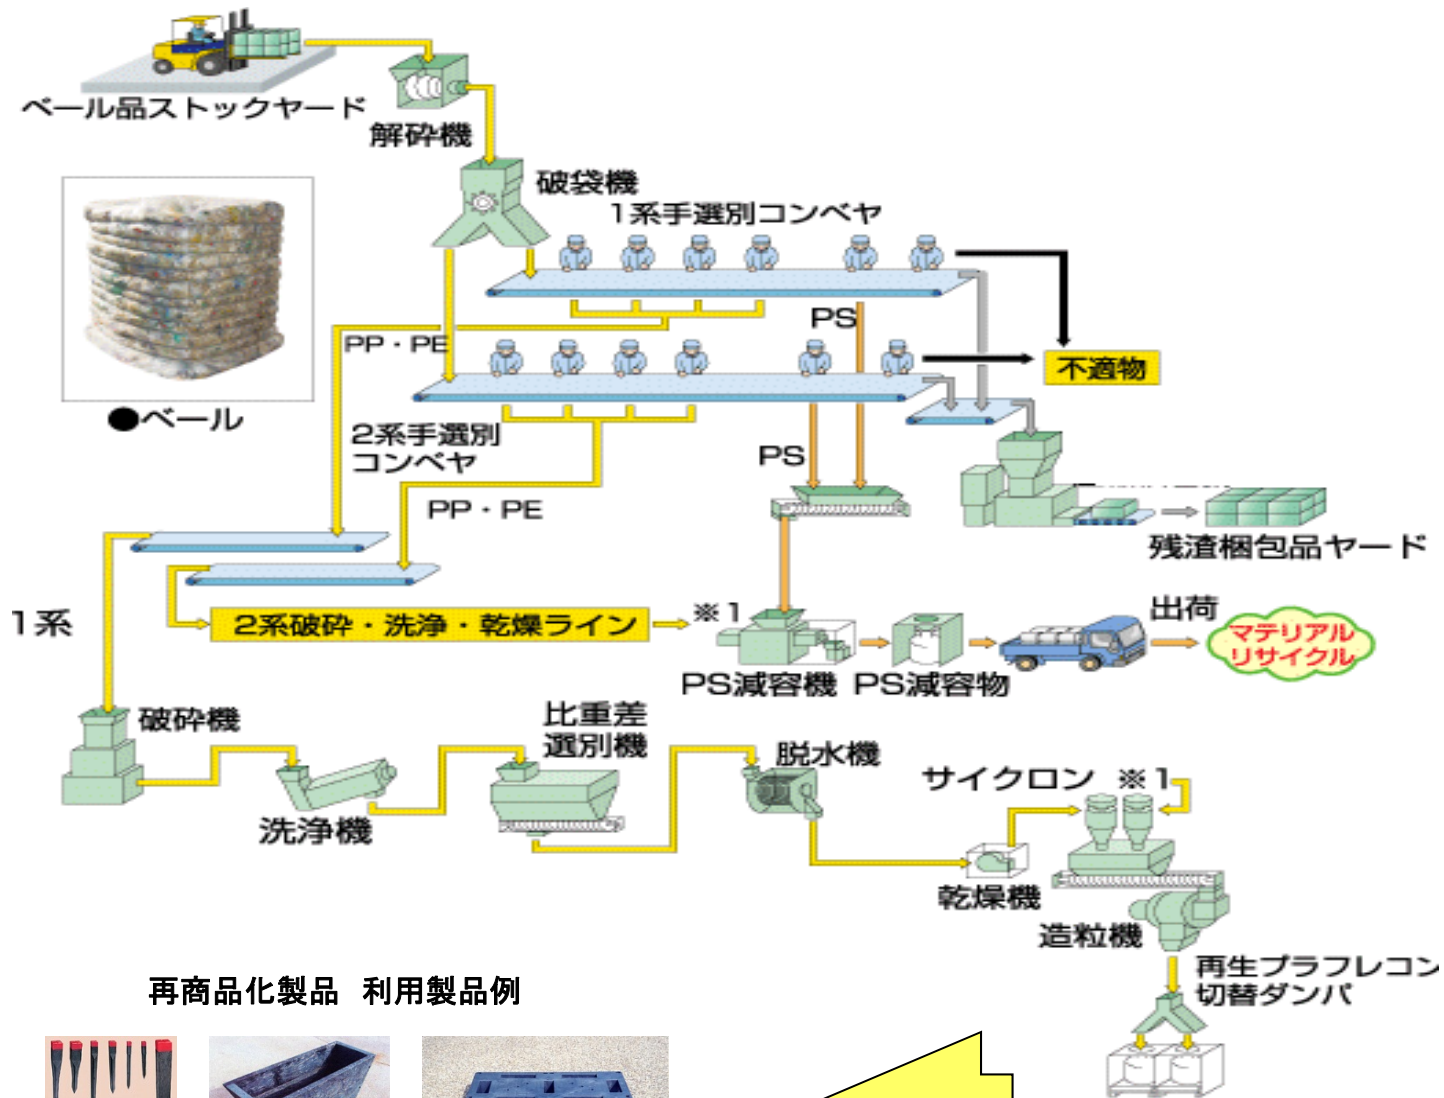 ベール品ストックヤード
解砕機
破袋機
1系手選別コンベヤ
PS
PP・PE
不適物
●ベール
2系手選別
コンベヤ
PS
PP・PE
残渣梱包品ヤード
1系
2系破砕・洗浄・乾燥ライン
※1
出荷
マテリアル
リサイクル
PS減容機
PS減容物
破砕機
比重差
選別機
脱水機
サイクロン ※1
洗浄機
乾燥機
造粒機
再生プラフレコン
切替ダンパ
再商品化製品 利用製品例